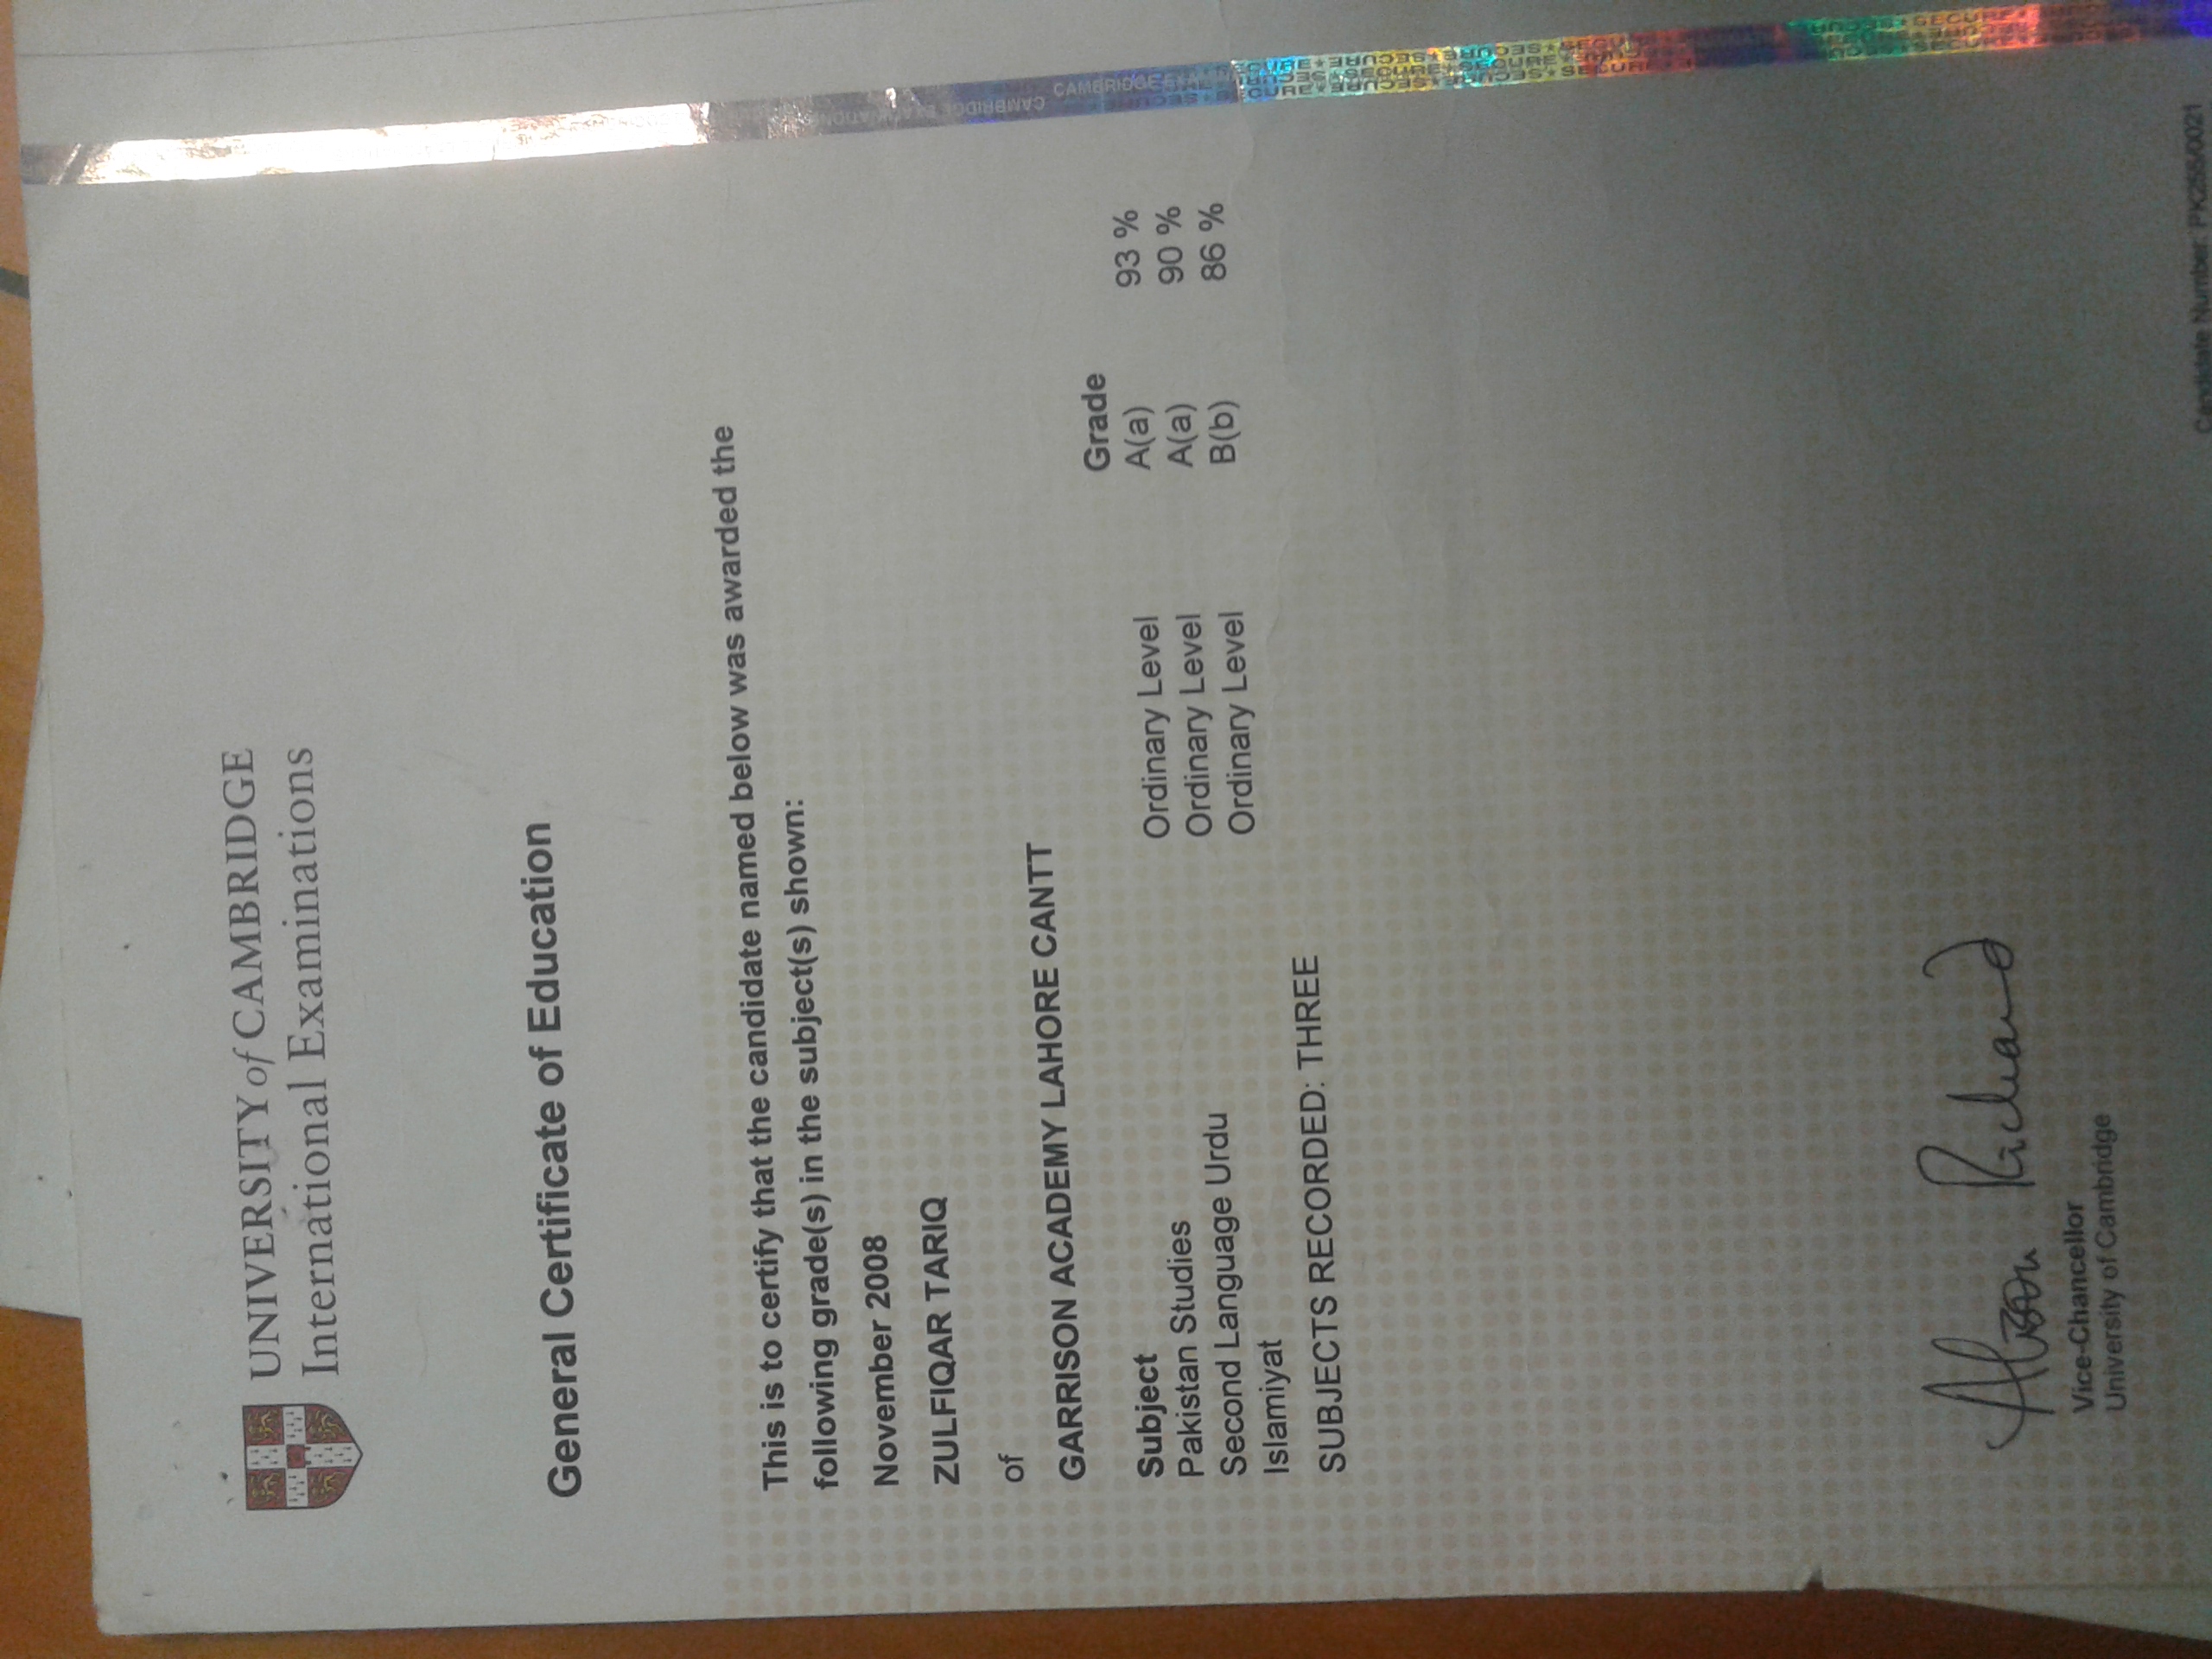 UNIVERSITY of CAMBRIDGE
International Examinations
General Certificate of Education
This is to certify that the candidate named below was awarded the
following grade(s) in the subject(s) shown:
November 2008
ZULFIQAR TARIQ
of
GARRISON ACADEMY LAHORE CANTT
Subject Grade
Pakistan Studies Ordinary Level A(a) 93 %
Second Language Urdu Ordinary Level A(a) 90 %
Islamiyat Ordinary Level B(b) 86 %
SUBJECTS RECORDED: THREE
Alison Richard
Vice-Chancellor
University of Cambridge
Candidate Number: PK255/0021